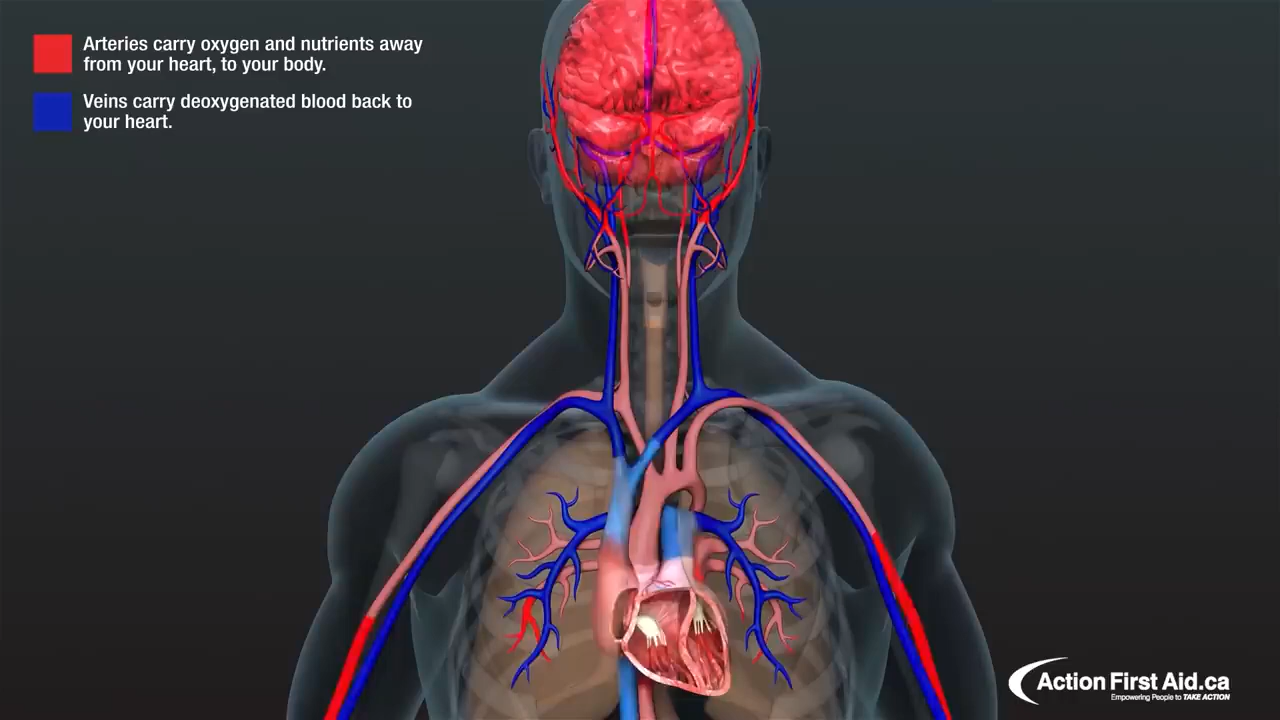 Arteries carry oxygen and nutrients away
from your heart, to your body.
Veins carry deoxygenated blood back to
your heart.
Action First Aid.ca
Empowering People to TAKE ACTION